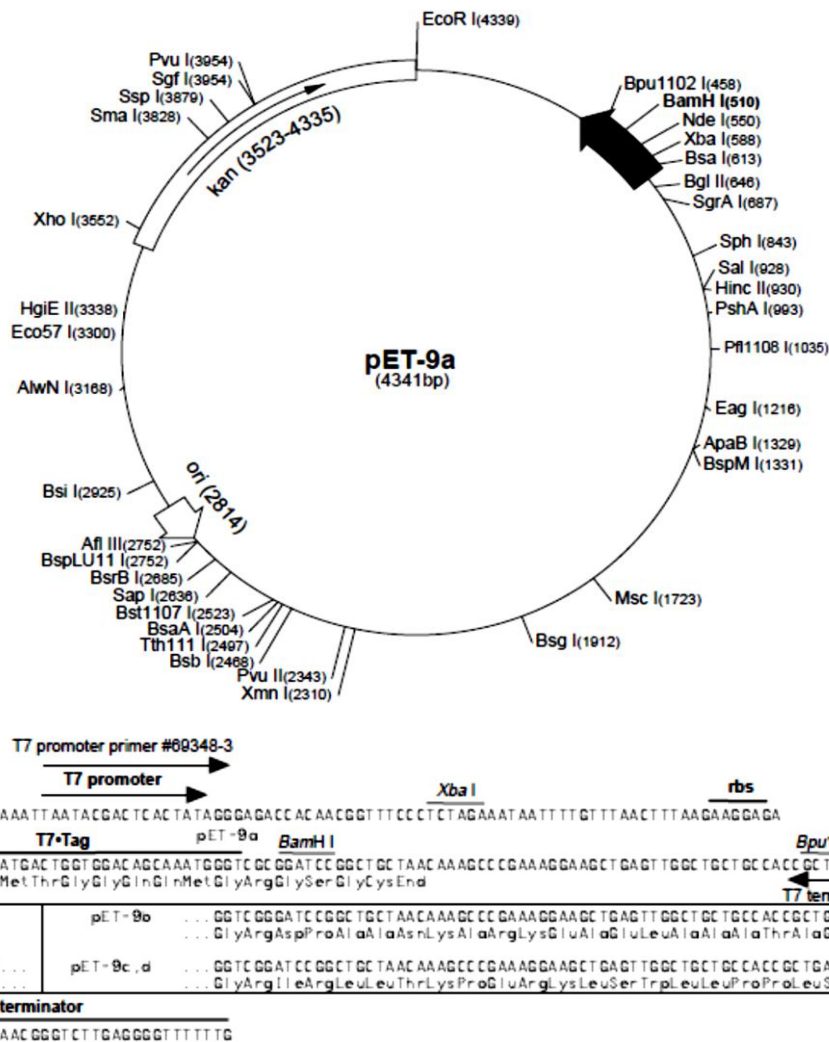 EcoR I(4339)
Pvu I(3954)
Sgf I(3954)
Ssp I(3879)
Sma I(3828)
kan (3523-4335)
Xho I(3552)
HgiE II(3338)
Eco57 I(3300)
AlwN I(3168)
Bsi I(2925)
ori (2814)
Afl III(2752)
BspLU11 I(2752)
BsrB I(2685)
Sap I(2636)
Bst1107 I(2523)
BsaA I(2504)
Tth111 I(2497)
Bsb I(2468)
Pvu II(2343)
Xmn I(2310)
Bpu1102 I(458)
BamH I(510)
Nde I(550)
Xba I(588)
Bsa I(613)
Bgl II(646)
SgrA I(687)
Sph I(843)
Sal I(928)
Hinc II(930)
PshA I(993)
Pfl1108 I(1035)
Eag I(1216)
ApaB I(1329)
BspM I(1331)
Msc I(1723)
Bsg I(1912)
pET-9a
(4341bp)
T7 promoter primer #69348-3
T7 promoter
Xba I
rbs
AAATTAATACGACTCACTATAGGGAGACCACAACGGTTTCCCTCTAGAAATAATTTTGTTTAACTTTAAGAAGGAGA
T7•Tag
pET-9a
BamH I
Bpu
ATGACTGGTGGACAGCAAATGGGTCGCGGATCCGGCTGCTAACAAAGCCCGAAAGGAAGCTGAGTTGGCTGCTGCCACCGCT
MetThrGlyGlyGlnGlnMetGlyArgGlySerGlyCysEnd
T7 ten
pET-9b ...GGTCGGGATCCGGCTGCTAACAAAGCCCGAAAGGAAGCTGAGTTGGCTGCTGCCACCGCTG
...GlyArgAspProAlaAlaAsnLysAlaArgLysGluAlaGluLeuAlaAlaAlaThrAlaG
... pET-9c,d ...GGTCGGATCCGGCTGCTAACAAAGCCCGAAAGGAAGCTGAGTTGGCTGCTGCCACCGCTGA
... ...GlyArgIleArgLeuLeuThrLysProGluArgLysLeuSerTrpLeuLeuProProLeuS
terminator
AACGGGTCTTGAGGGGTTTTTTG